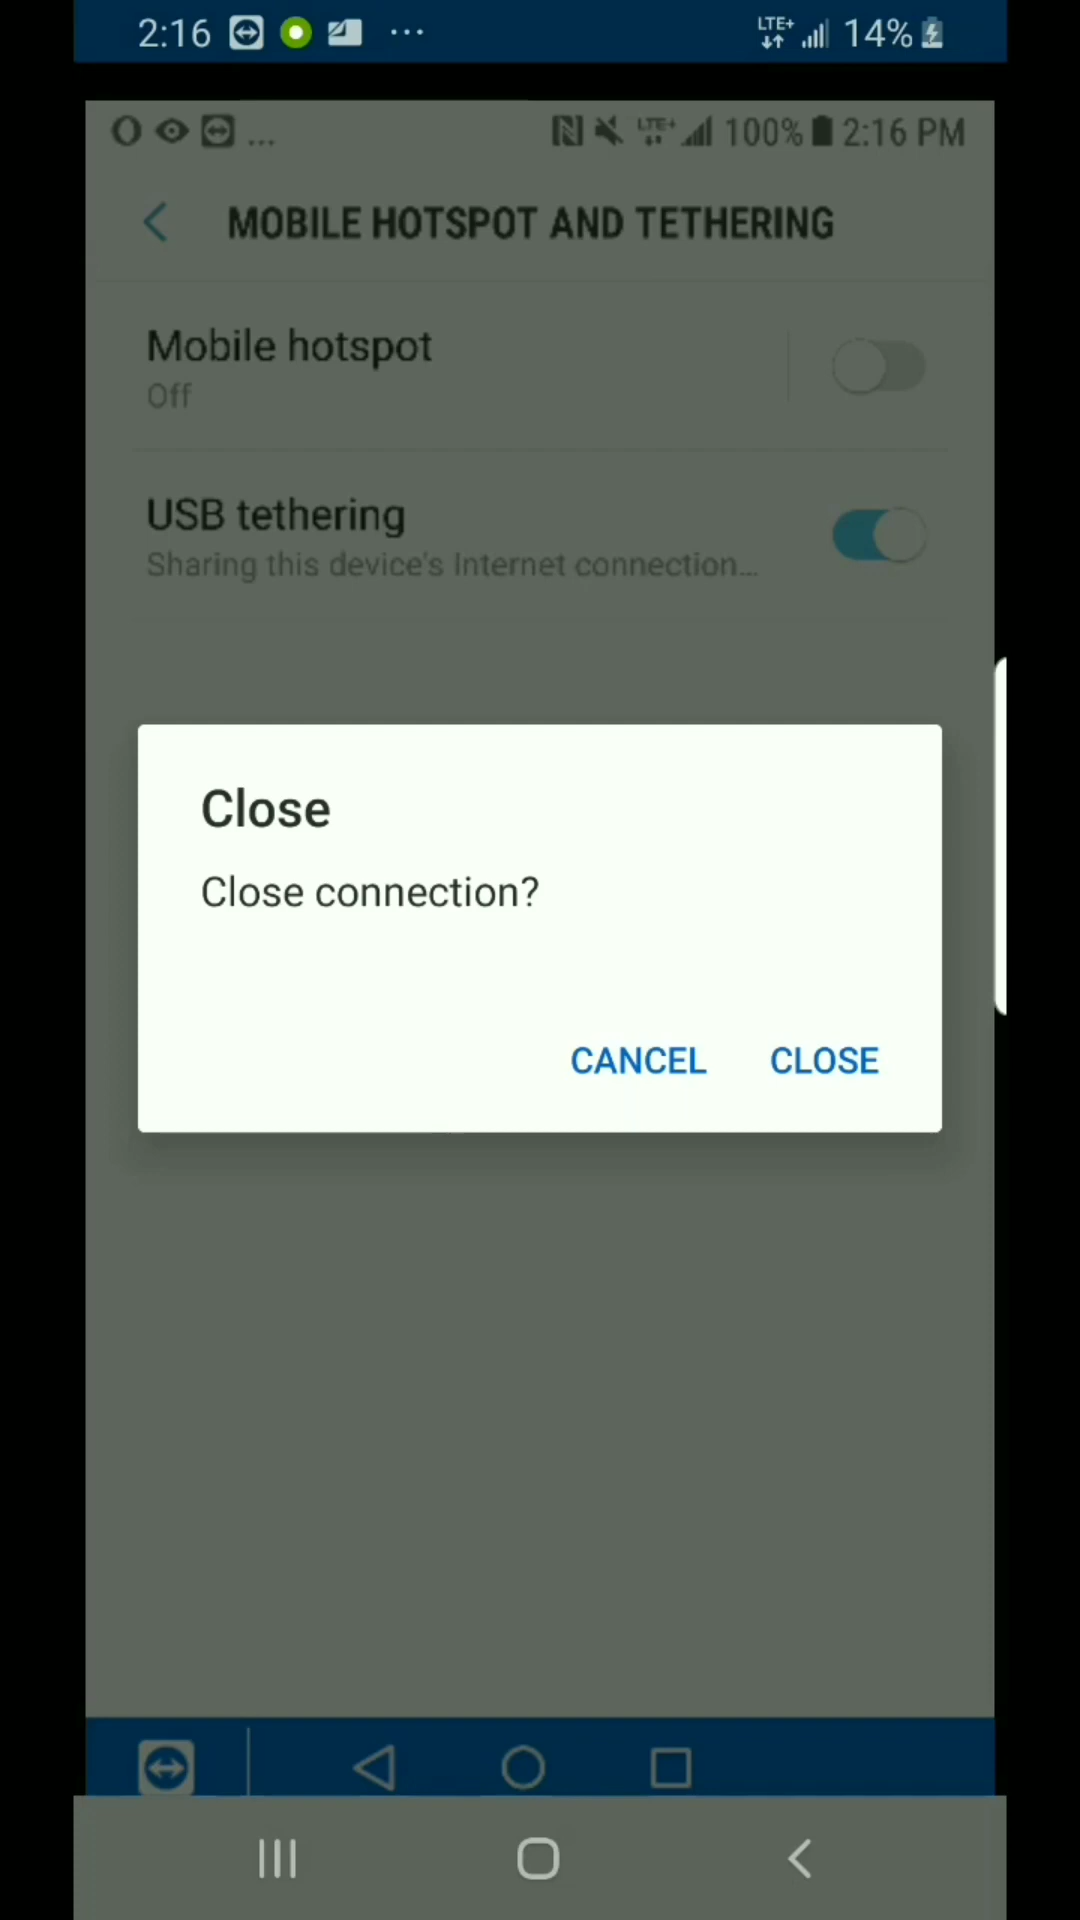 2:16 ... LTE+ 14%
... LTE+ 100% 2:16 PM
MOBILE HOTSPOT AND TETHERING
Mobile hotspot
Off
USB tethering
Sharing this device's Internet connection...
Close
Close connection?
CANCEL CLOSE